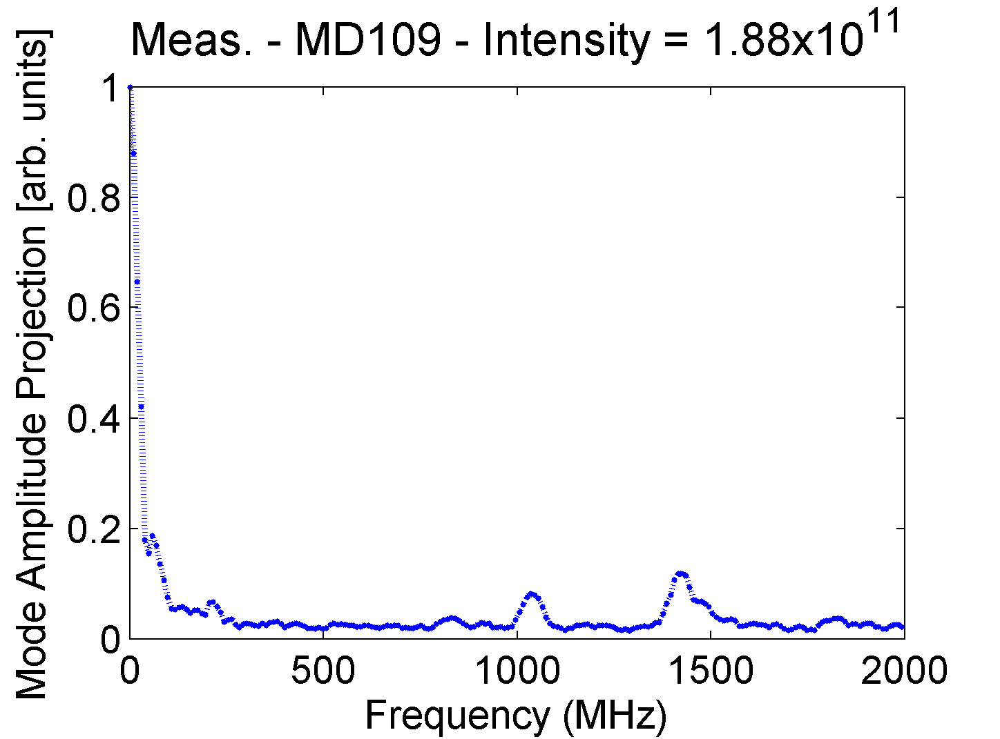 Meas. - MD109 - Intensity = 1.88x10^11
Mode Amplitude Projection [arb. units]
1
0.8
0.6
0.4
0.2
0
0 500 1000 1500 2000
Frequency (MHz)